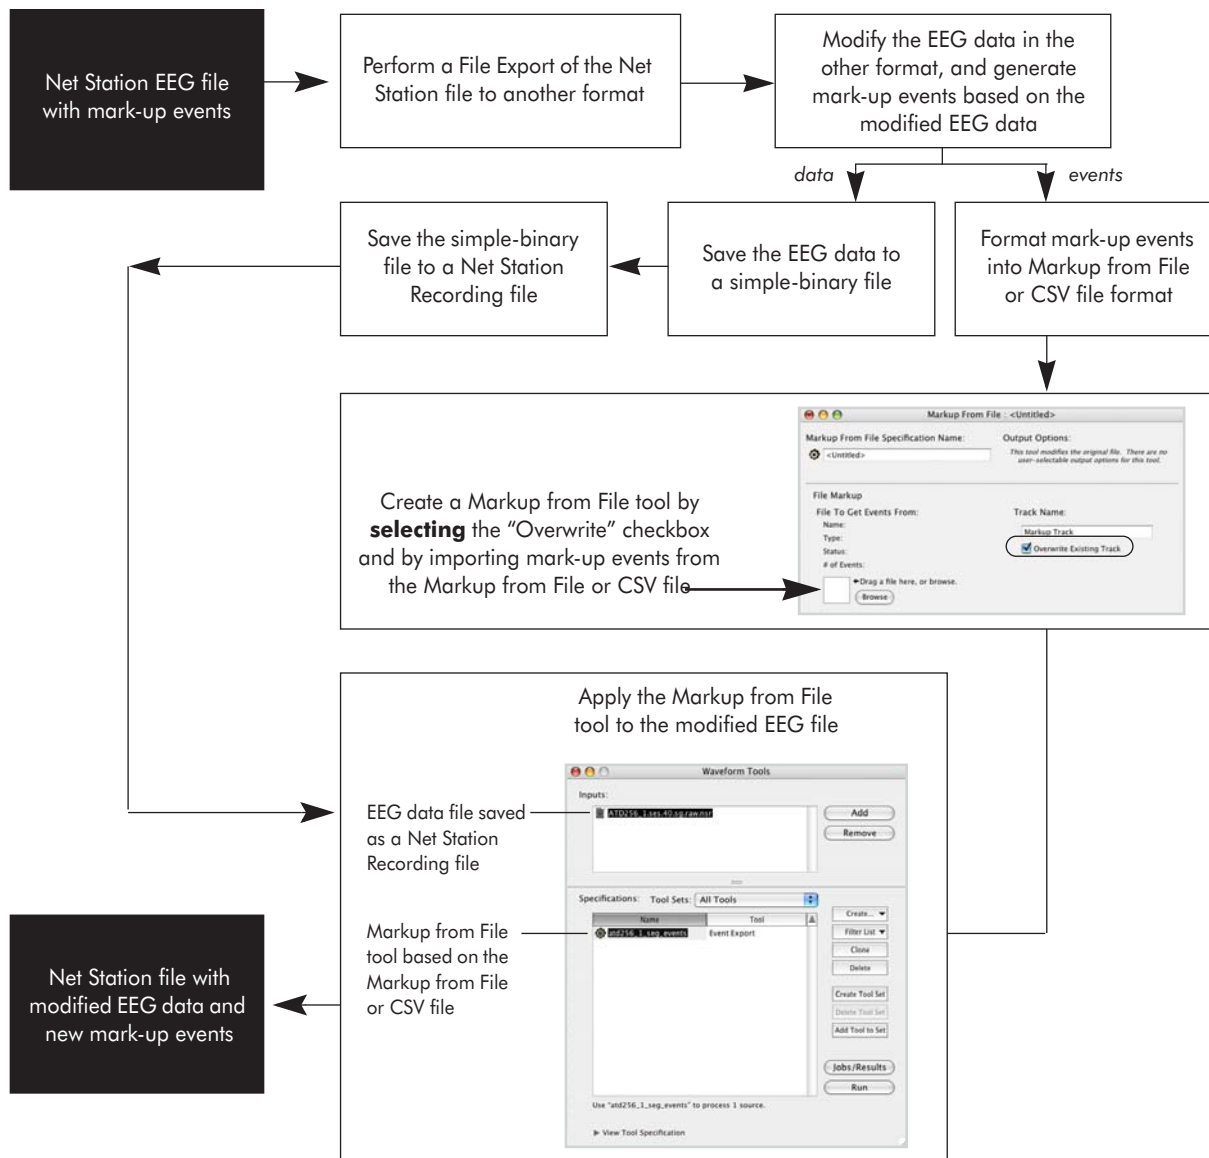 Net Station EEG file
with mark-up events
Perform a File Export of the Net
Station file to another format
Modify the EEG data in the
other format, and generate
mark-up events based on the
modified EEG data
data
events
Save the simple-binary
file to a Net Station
Recording file
Save the EEG data to
a simple-binary file
Format mark-up events
into Markup from File
or CSV file format
Create a Markup from File tool by
selecting the “Overwrite” checkbox
and by importing mark-up events from
the Markup from File or CSV file
Markup From File : <Untitled>
Markup From File Specification Name:
<Untitled>
Output Options:
This tool modifies the original file. There are no
user-selectable output options for this tool.
File Markup
File To Get Events From:
Name:
Type:
Status:
# of Events:
Drag a file here, or browse.
Browse
Track Name:
Markup Track
Overwrite Existing Track
Apply the Markup from File
tool to the modified EEG file
EEG data file saved
as a Net Station
Recording file
Markup from File
tool based on the
Markup from File
or CSV file
Waveform Tools
Inputs:
ATD256_1.ses.40.sg.raw.nsr
Add
Remove
Specifications: Tool Sets: All Tools
Name Tool
atd256_1_seg_events Event Export
Create...
Filter List
Clone
Delete
Create Tool Set
Delete Tool Set
Add Tool to Set
Jobs/Results
Run
Use "atd256_1_seg_events" to process 1 source.
View Tool Specification
Net Station file with
modified EEG data and
new mark-up events